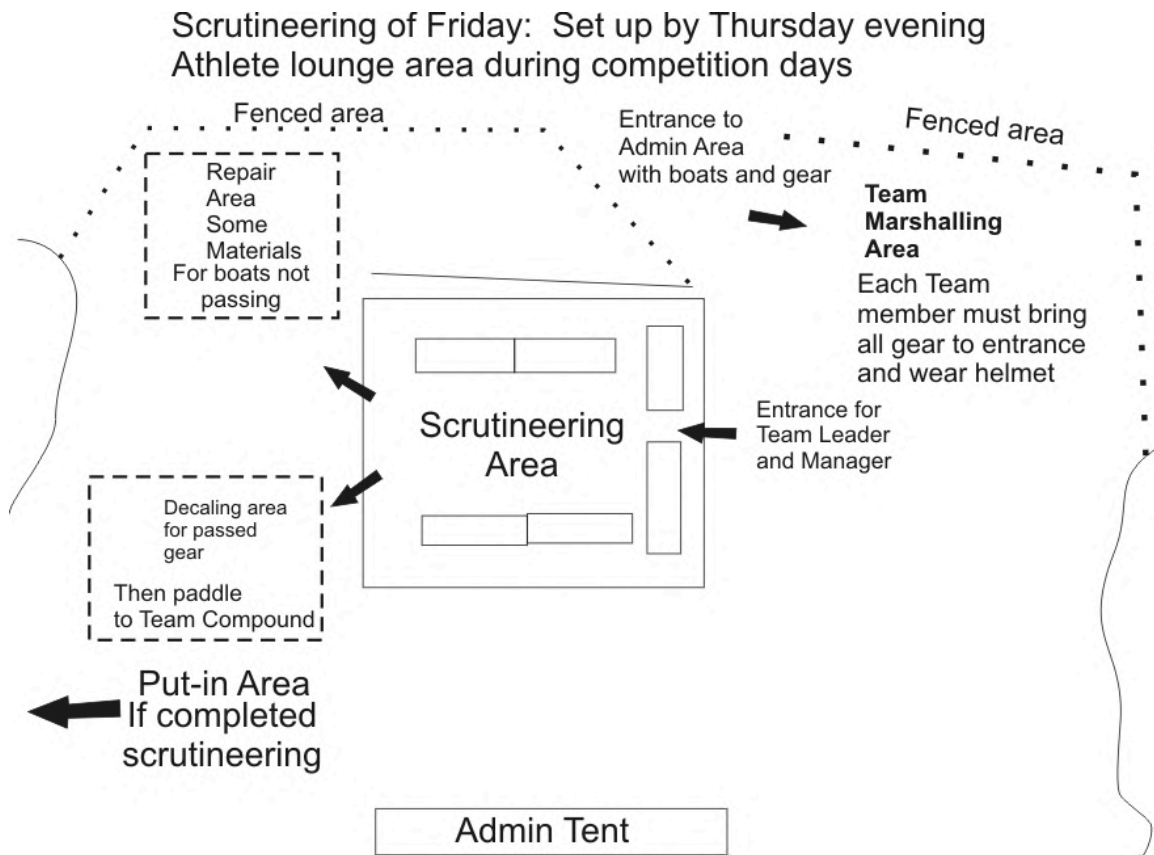 Scrutineering of Friday:  Set up by Thursday evening
Athlete lounge area during competition days
Fenced area
Repair
Area
Some
Materials
For boats not
passing
Entrance to
Admin Area
with boats and gear
Fenced area
Team
Marshalling
Area
Each Team
member must bring
all gear to entrance
and wear helmet
Scrutineering
Area
Entrance for
Team Leader
and Manager
Decaling area
for passed
gear
Then paddle
to Team Compound
Put-in Area
If completed
scrutineering
Admin Tent